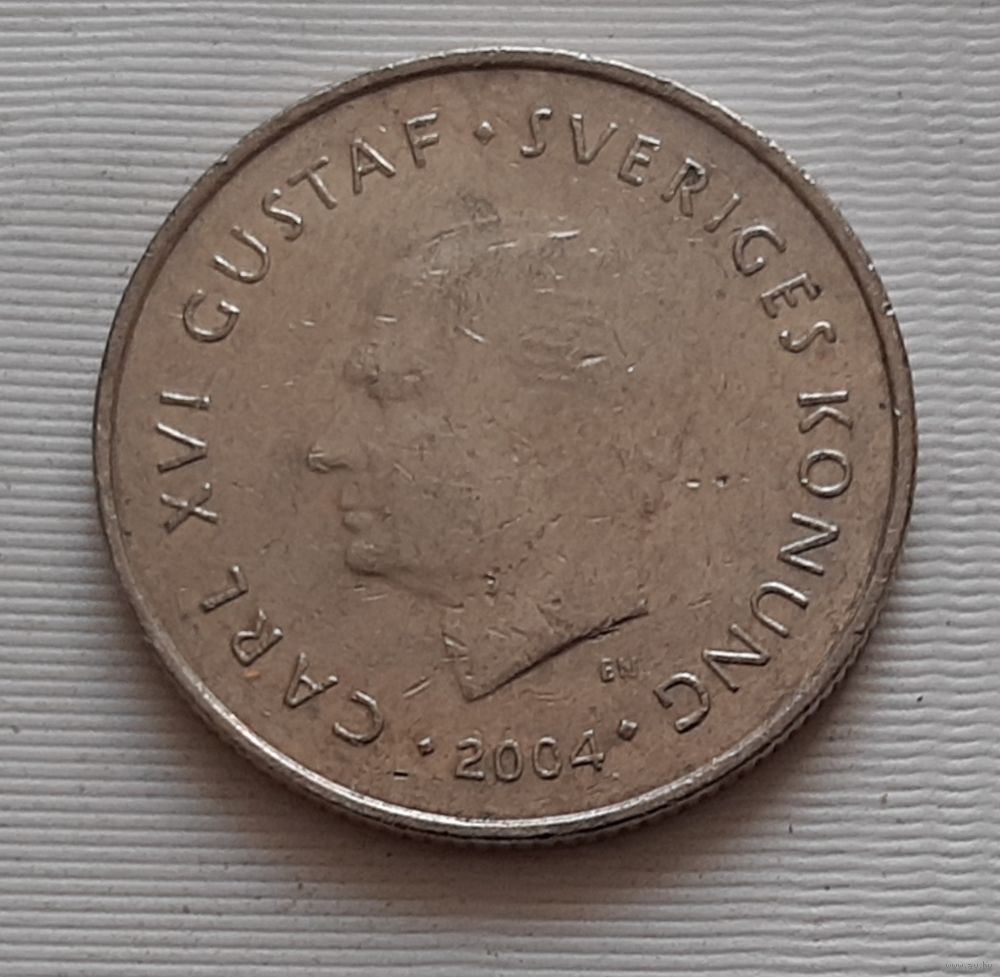 CARL XVI GUSTAF · SVERIGES KONUNG
· 2004 ·
EN